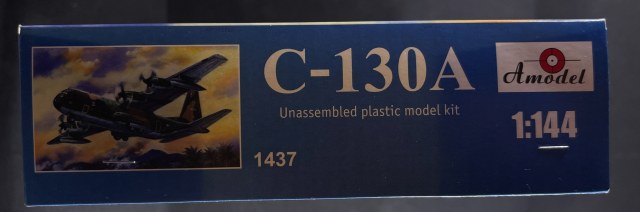 C-130A
Amodel
Unassembled plastic model kit
1:144
1437